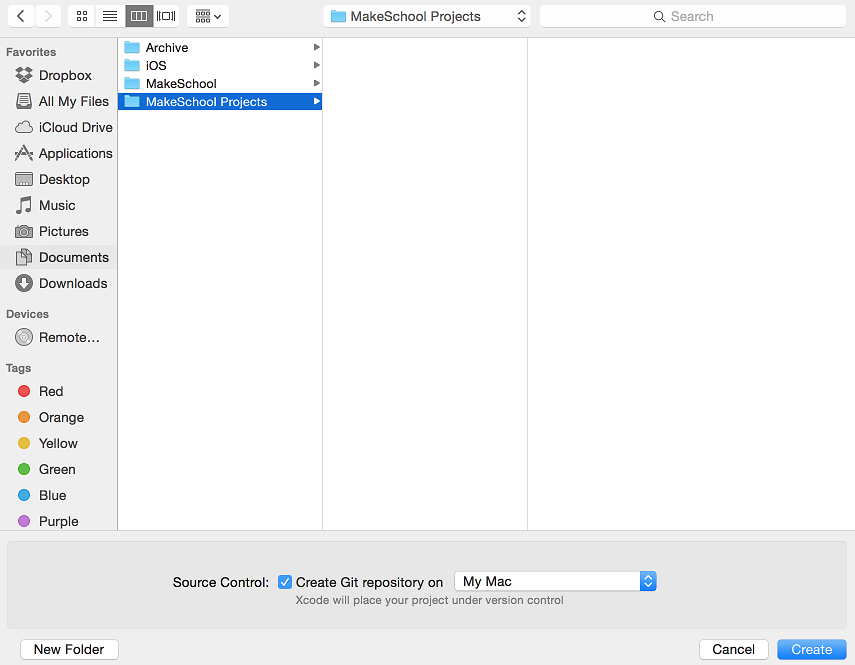 MakeSchool Projects
Search
Favorites
Dropbox
All My Files
iCloud Drive
Applications
Desktop
Music
Pictures
Documents
Downloads
Devices
Remote...
Tags
Red
Orange
Yellow
Green
Blue
Purple
Archive
iOS
MakeSchool
MakeSchool Projects
Source Control: Create Git repository on My Mac
Xcode will place your project under version control
New Folder Cancel Create